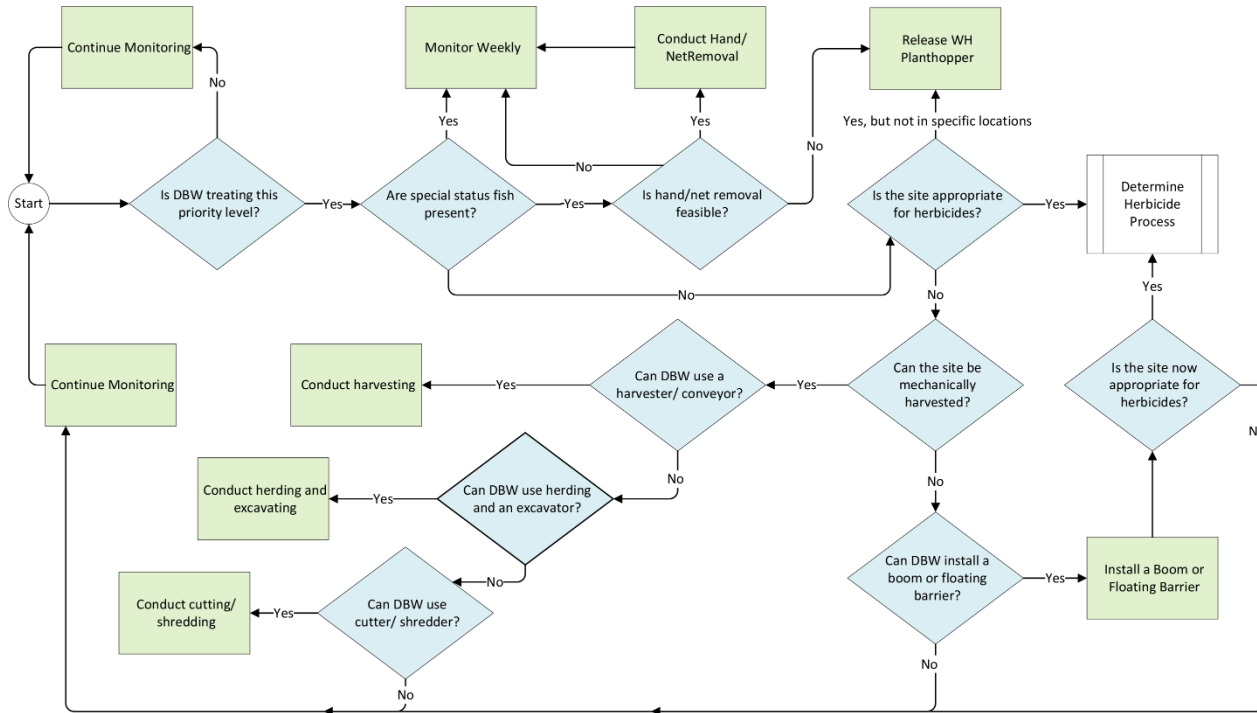 Continue Monitoring
No
Start
Is DBW treating this
priority level?
Yes
Monitor Weekly
Yes
Are special status fish
present?
Yes
No
Conduct Hand/
NetRemoval
Yes
No
Is hand/net removal
feasible?
No
Release WH
Planthopper
Yes, but not in specific locations
Is the site appropriate
for herbicides?
Yes
No
Determine
Herbicide
Process
Yes
Is the site now
appropriate for
herbicides?
N
Can the site be
mechanically
harvested?
Yes
No
Can DBW use a
harvester/ conveyor?
Yes
No
Conduct harvesting
Continue Monitoring
Can DBW use herding
and an excavator?
Yes
No
Conduct herding and
excavating
Can DBW use
cutter/ shredder?
Yes
No
Conduct cutting/
shredding
Can DBW install a
boom or floating
barrier?
Yes
No
Install a Boom or
Floating Barrier